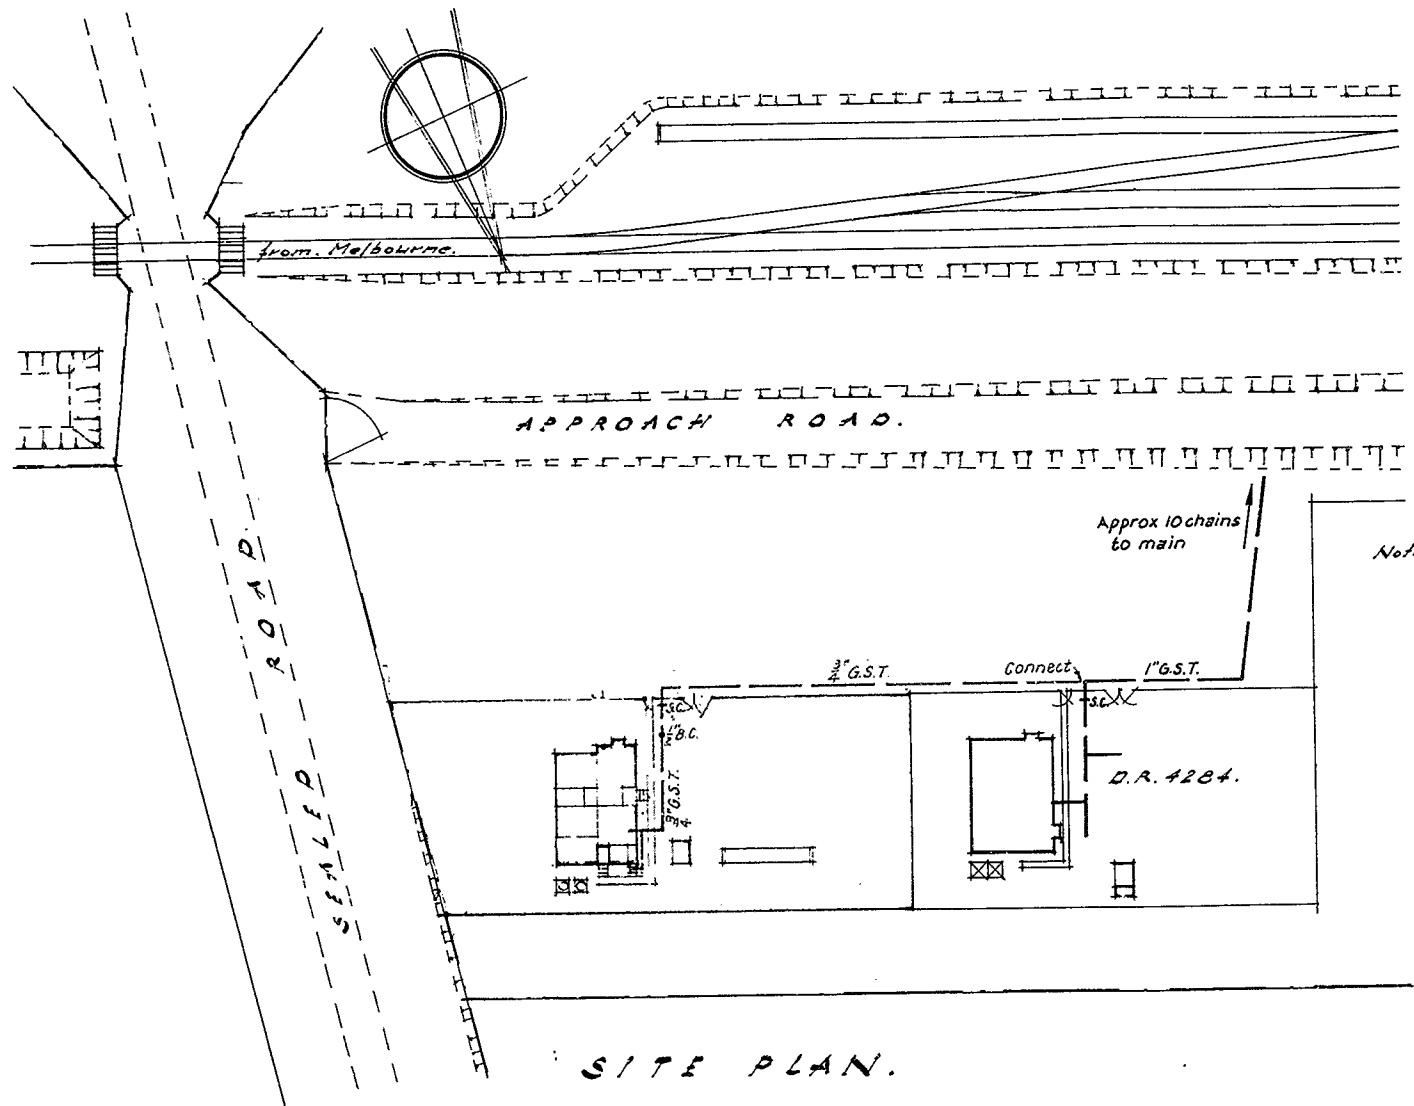 from. Melbourne.
APPROACH ROAD.
Approx 10 chains
to main
SEALED ROAD.
3/4" G.S.T.
Connect
1" G.S.T.
S.C.
S.C.
1/2" B.C.
3/4" G.S.T.
D.R. 4284.
SITE PLAN.